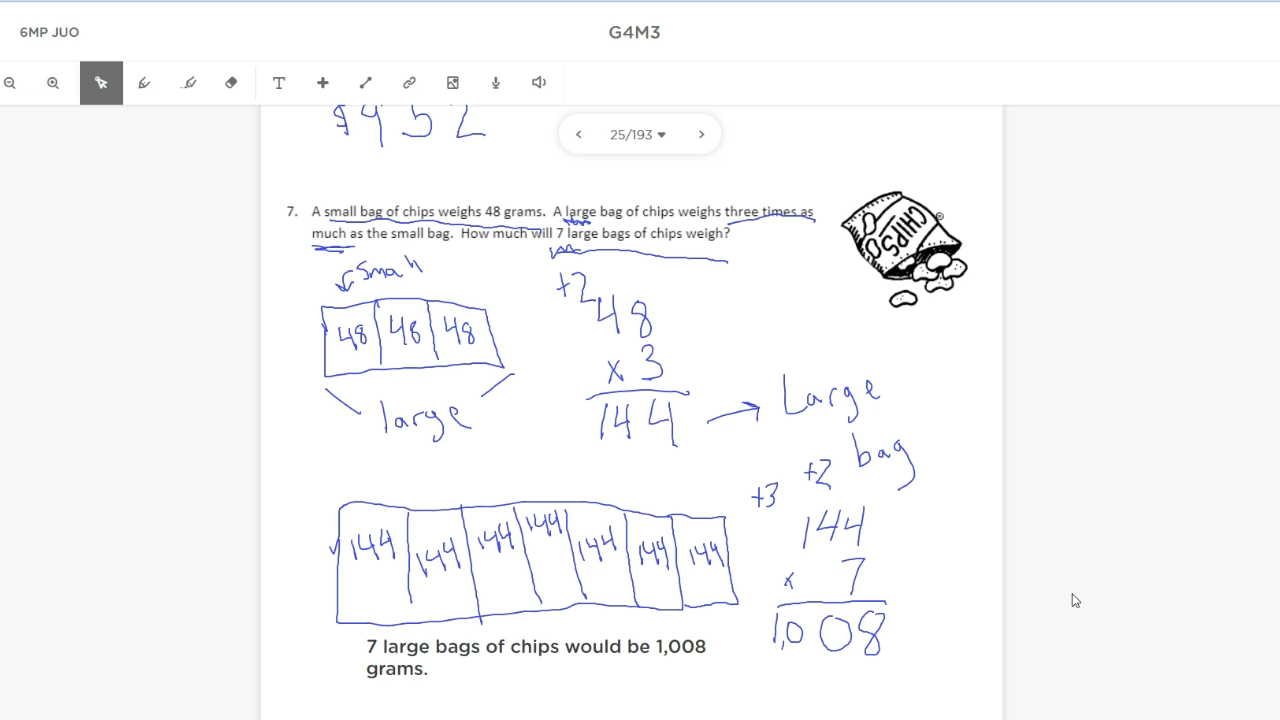 6MP JUO
G4M3
T
$452
25/193
7. A small bag of chips weighs 48 grams. A large bag of chips weighs three times as
much as the small bag. How much will 7 large bags of chips weigh?
CHIPS
small
48 48 48
large
+2
48
x 3
144
Large
bag
144 144 144 144 144 144 144
+3 +2
144
x 7
1,008
7 large bags of chips would be 1,008
grams.